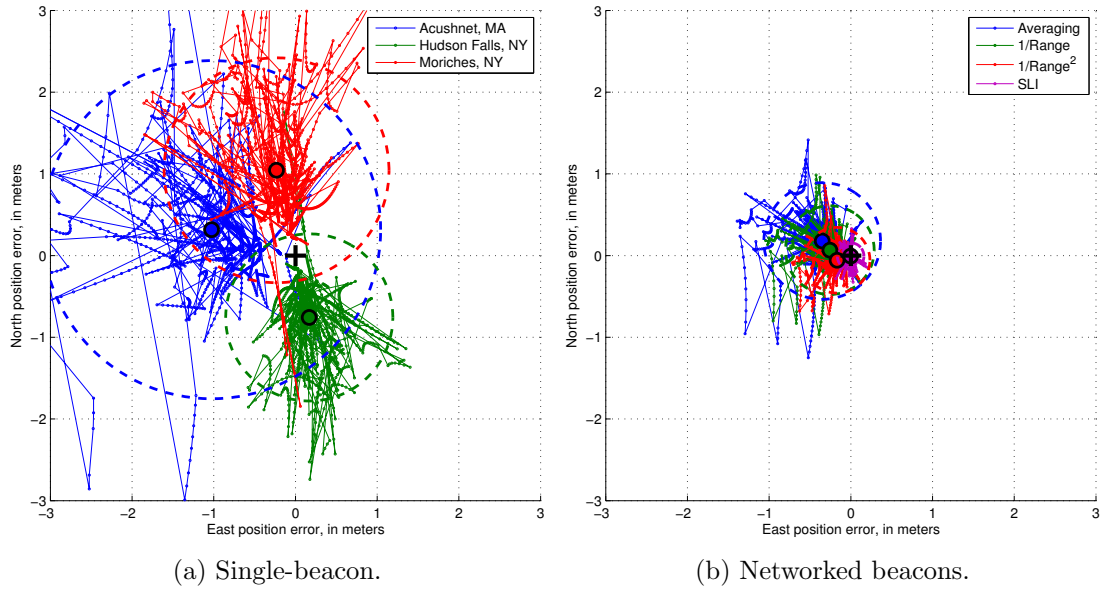 3
2
1
0
−1
−2
−3
−3 −2 −1 0 1 2 3
North position error, in meters
East position error, in meters
Acushnet, MA
Hudson Falls, NY
Moriches, NY
(a) Single-beacon.
3
2
1
0
−1
−2
−3
−3 −2 −1 0 1 2 3
North position error, in meters
East position error, in meters
Averaging
1/Range
1/Range²
SLI
(b) Networked beacons.